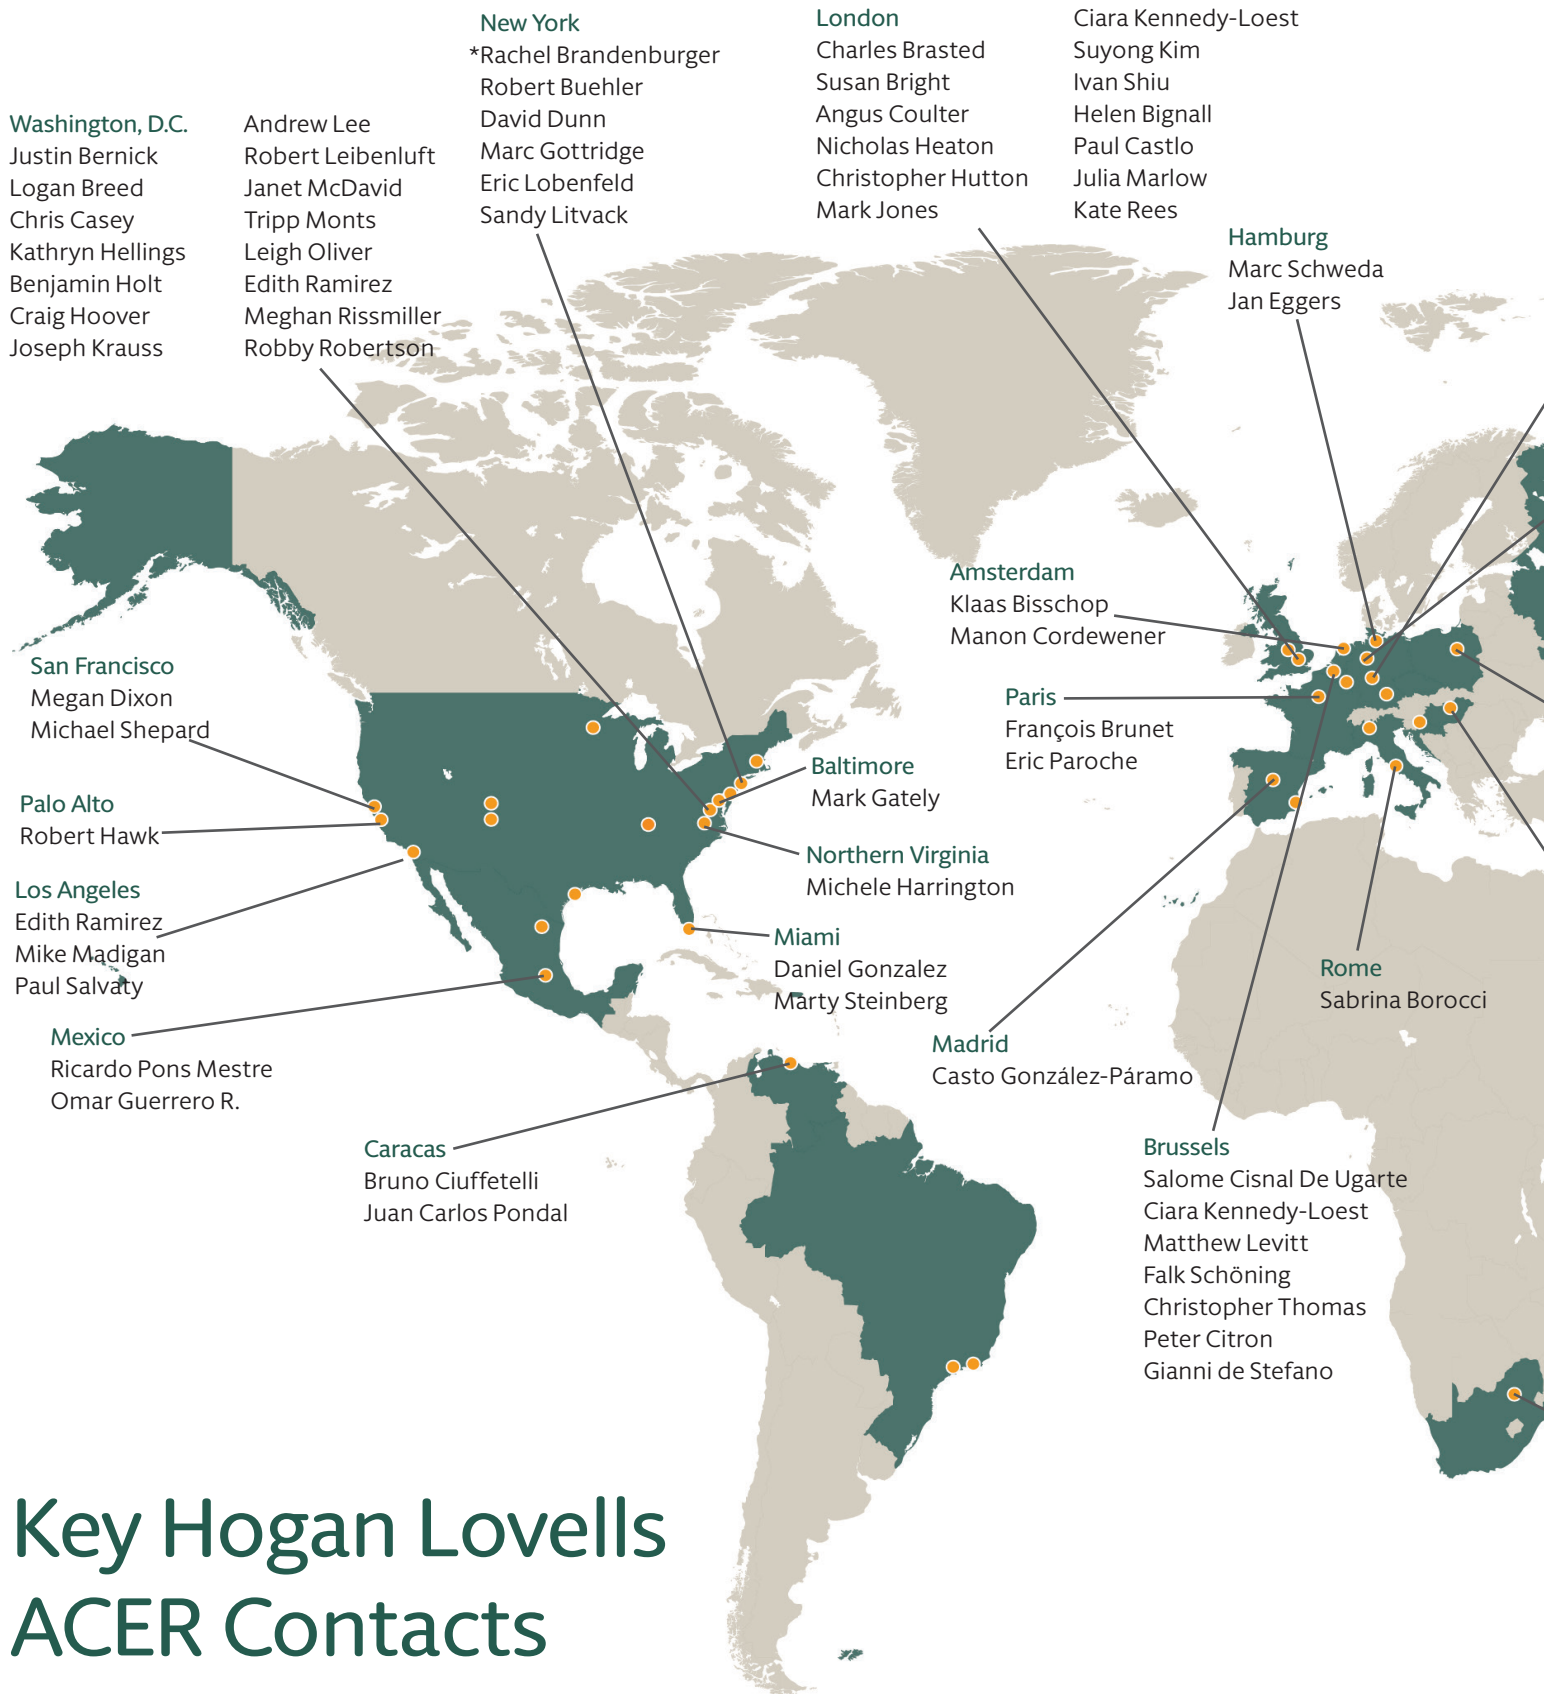 New York
*Rachel Brandenburger
Robert Buehler
David Dunn
Marc Gottridge
Eric Lobenfeld
Sandy Litvack
London
Charles Brasted
Susan Bright
Angus Coulter
Nicholas Heaton
Christopher Hutton
Mark Jones
Ciara Kennedy-Loest
Suyong Kim
Ivan Shiu
Helen Bignall
Paul Castlo
Julia Marlow
Kate Rees
Washington, D.C.
Justin Bernick
Logan Breed
Chris Casey
Kathryn Hellings
Benjamin Holt
Craig Hoover
Joseph Krauss
Andrew Lee
Robert Leibenluft
Janet McDavid
Tripp Monts
Leigh Oliver
Edith Ramirez
Meghan Rissmiller
Robby Robertson
Hamburg
Marc Schweda
Jan Eggers
Amsterdam
Klaas Bisschop
Manon Cordewener
San Francisco
Megan Dixon
Michael Shepard
Paris
François Brunet
Eric Paroche
Baltimore
Mark Gately
Palo Alto
Robert Hawk
Northern Virginia
Michele Harrington
Los Angeles
Edith Ramirez
Mike Madigan
Paul Salvaty
Miami
Daniel Gonzalez
Marty Steinberg
Rome
Sabrina Borocci
Mexico
Ricardo Pons Mestre
Omar Guerrero R.
Madrid
Casto González-Páramo
Caracas
Bruno Ciuffetelli
Juan Carlos Pondal
Brussels
Salome Cisnal De Ugarte
Ciara Kennedy-Loest
Matthew Levitt
Falk Schöning
Christopher Thomas
Peter Citron
Gianni de Stefano
Key Hogan Lovells
ACER Contacts